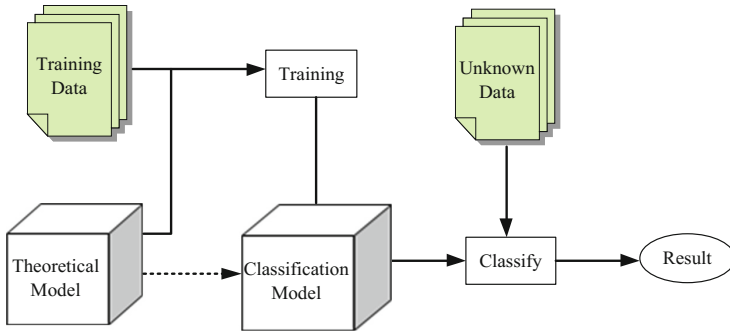 Training
Data
Training
Unknown
Data
Theoretical
Model
Classification
Model
Classify
Result